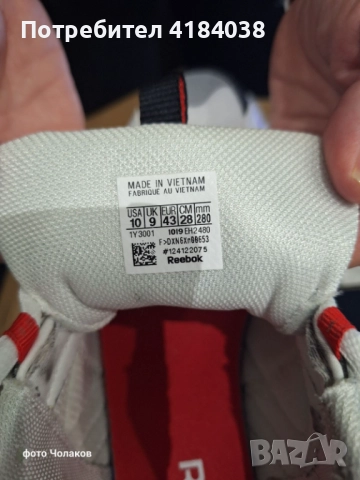 Потребител 4184038
MADE IN VIETNAM
FABRIQUÉ AU VIETNAM
USA UK EUR CM mm
10 9 43 28 280
1Y3001 1019 EH2480
#124122075
Reebok
R
фото Чолаков
BAZAR